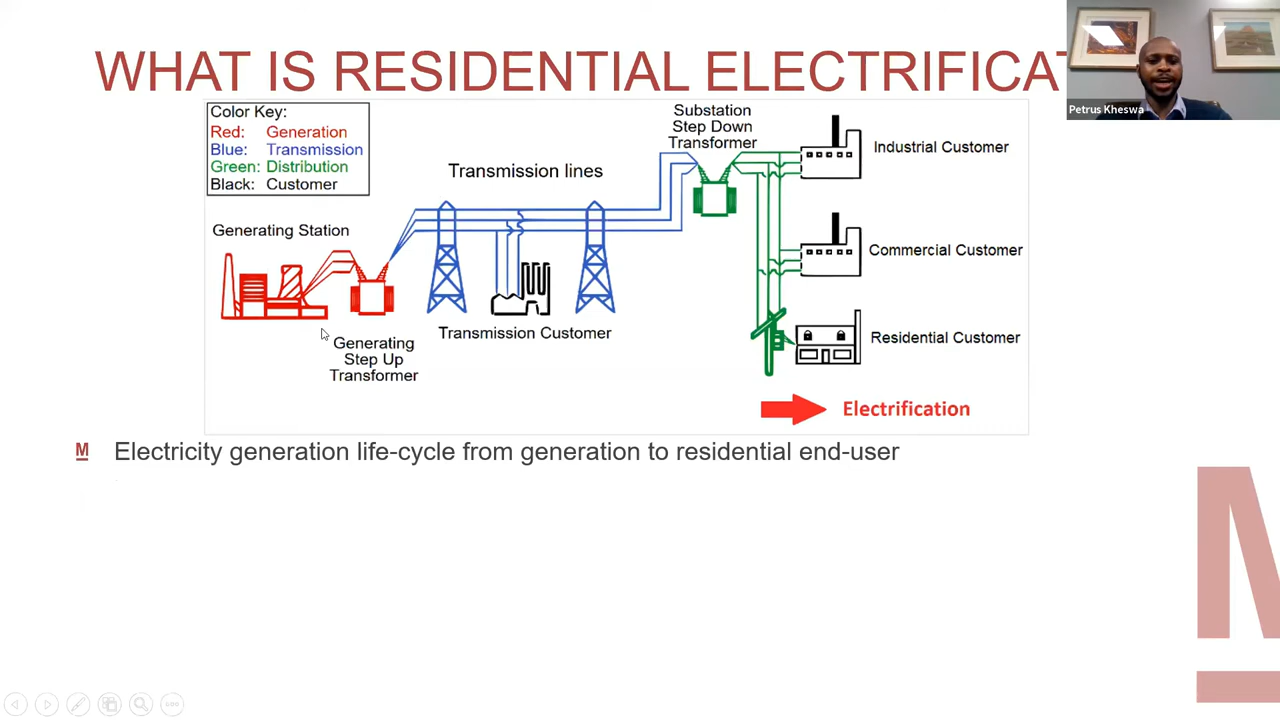 WHAT IS RESIDENTIAL ELECTRIFICAT
Petrus Kheswa
Color Key:
Red: Generation
Blue: Transmission
Green: Distribution
Black: Customer
Generating Station
Generating
Step Up
Transformer
Transmission lines
Transmission Customer
Substation
Step Down
Transformer
Industrial Customer
Commercial Customer
Residential Customer
Electrification
M Electricity generation life-cycle from generation to residential end-user
M